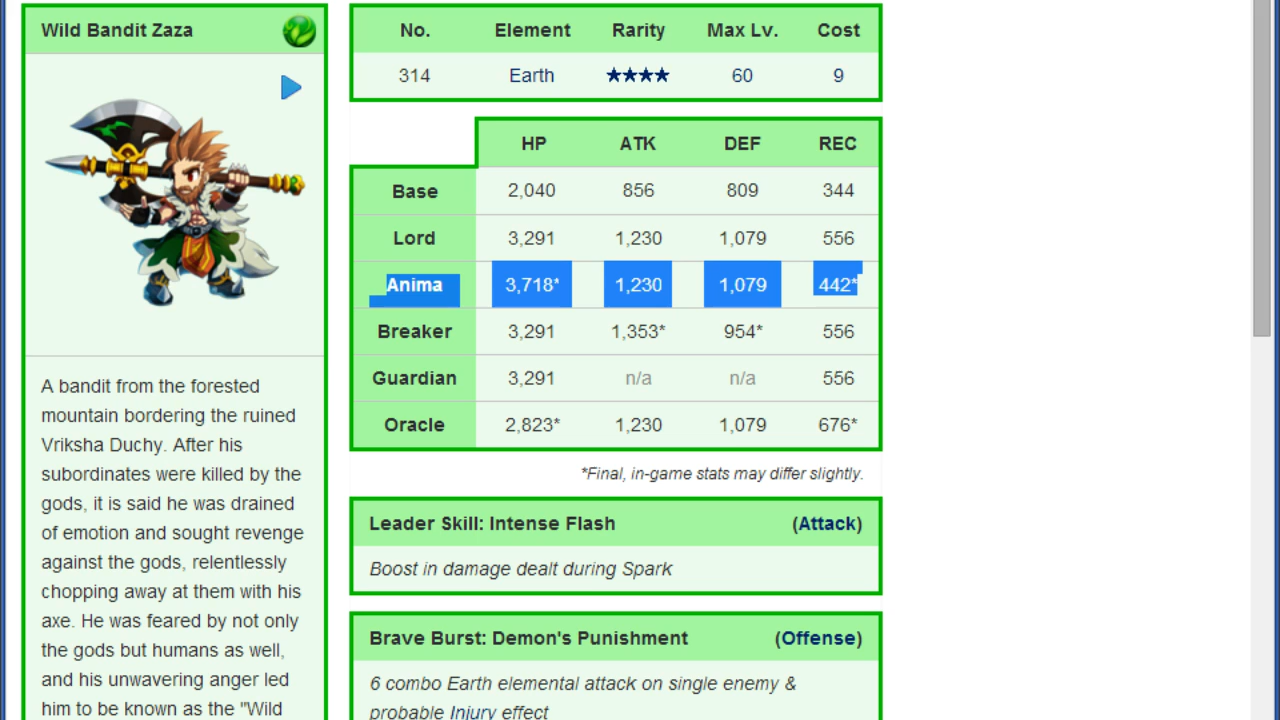 Wild Bandit Zaza
A bandit from the forested
mountain bordering the ruined
Vriksha Duchy. After his
subordinates were killed by the
gods, it is said he was drained
of emotion and sought revenge
against the gods, relentlessly
chopping away at them with his
axe. He was feared by not only
the gods but humans as well,
and his unwavering anger led
him to be known as the "Wild
No. Element Rarity Max Lv. Cost
314 Earth ★★★★ 60 9
HP ATK DEF REC
Base 2,040 856 809 344
Lord 3,291 1,230 1,079 556
Anima 3,718* 1,230 1,079 442*
Breaker 3,291 1,353* 954* 556
Guardian 3,291 n/a n/a 556
Oracle 2,823* 1,230 1,079 676*
*Final, in-game stats may differ slightly.
Leader Skill: Intense Flash (Attack)
Boost in damage dealt during Spark
Brave Burst: Demon's Punishment (Offense)
6 combo Earth elemental attack on single enemy &
probable Injury effect